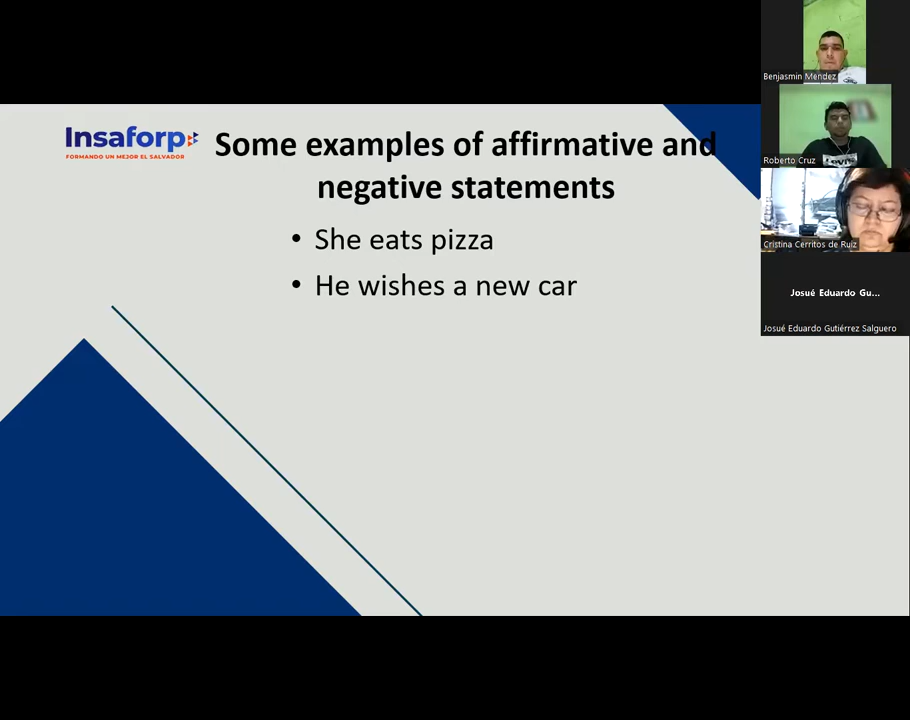 Insaforp
FORMANDO UN MEJOR EL SALVADOR
Some examples of affirmative and
negative statements
• She eats pizza
• He wishes a new car
Benjasmin Mendez
Roberto Cruz
Cristina Cerritos de Ruiz
Josué Eduardo Gu...
Josué Eduardo Gutiérrez Salguero